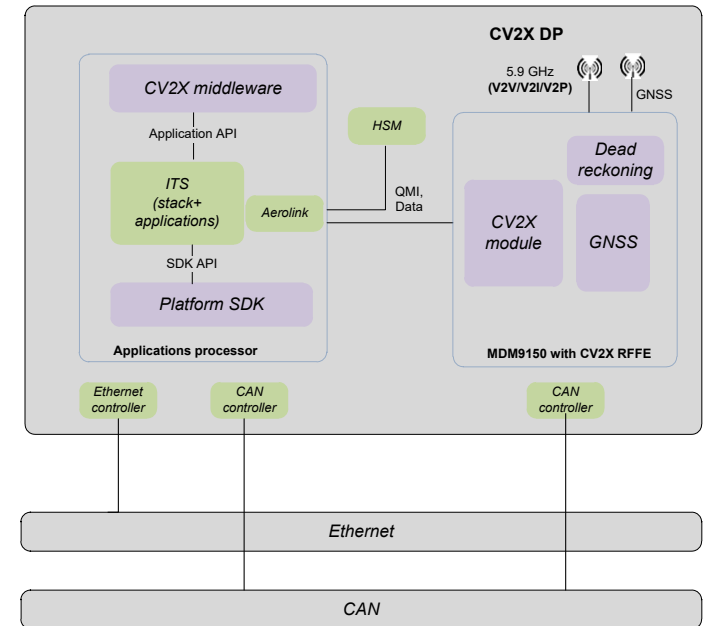 CV2X DP
5.9 GHz
(V2V/V2I/V2P)
GNSS
CV2X middleware
Application API
HSM
ITS
(stack+
applications)
Aerolink
QMI,
Data
Dead
reckoning
CV2X
module
GNSS
SDK API
Platform SDK
Applications processor
MDM9150 with CV2X RFFE
Ethernet
controller
CAN
controller
CAN
controller
Ethernet
CAN